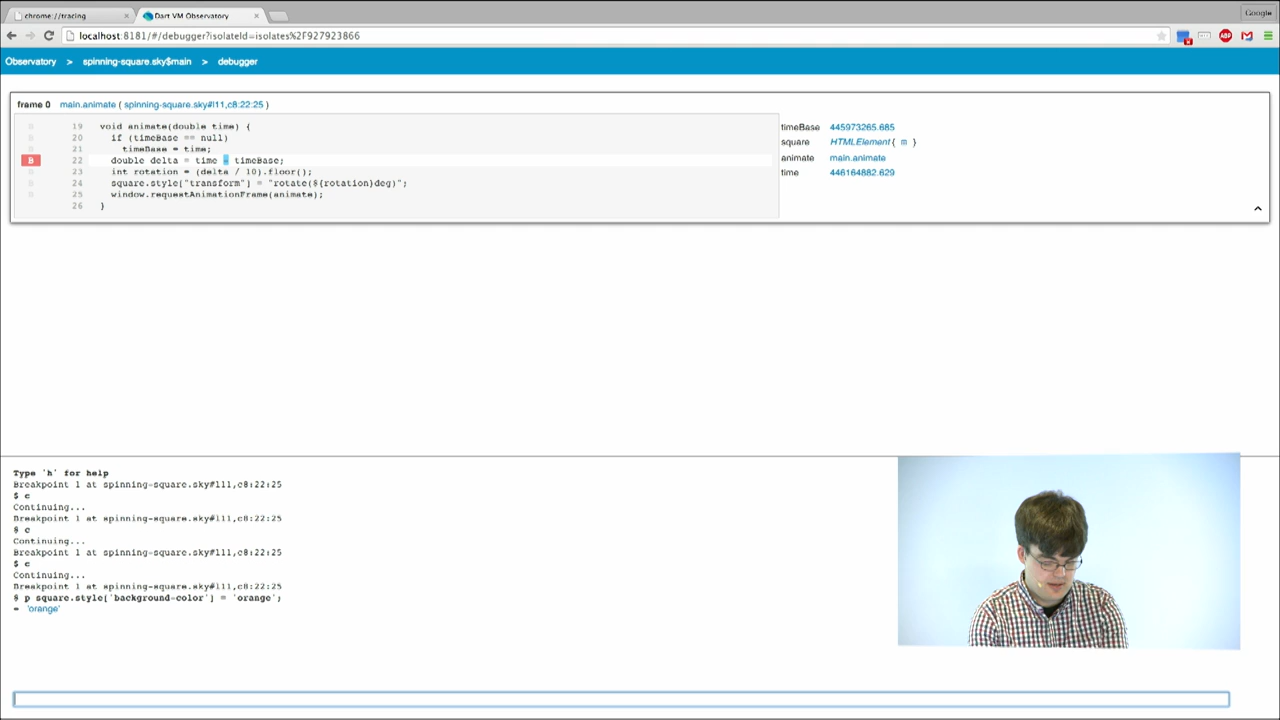 chrome://tracing
Dart VM Observatory
Google
localhost:8181/#/debugger?isolateId=isolates%2F927923866
ABP
Observatory > spinning-square.sky$main > debugger
frame 0 main.animate ( spinning-square.sky#l11,c8:22:25 )
B 19 void animate(double time) {
B 20 if (timeBase == null)
B 21 timeBase = time;
B 22 double delta = time - timeBase;
B 23 int rotation = (delta / 10).floor();
B 24 square.style["transform"] = "rotate(${rotation}deg)";
B 25 window.requestAnimationFrame(animate);
26 }
timeBase 445973265.685
square HTMLElement{ }
animate main.animate
time 446164882.629
Type 'h' for help
Breakpoint 1 at spinning-square.sky#l11,c8:22:25
$ c
Continuing...
Breakpoint 1 at spinning-square.sky#l11,c8:22:25
$ c
Continuing...
Breakpoint 1 at spinning-square.sky#l11,c8:22:25
$ c
Continuing...
Breakpoint 1 at spinning-square.sky#l11,c8:22:25
$ p square.style['background-color'] = 'orange';
= 'orange'